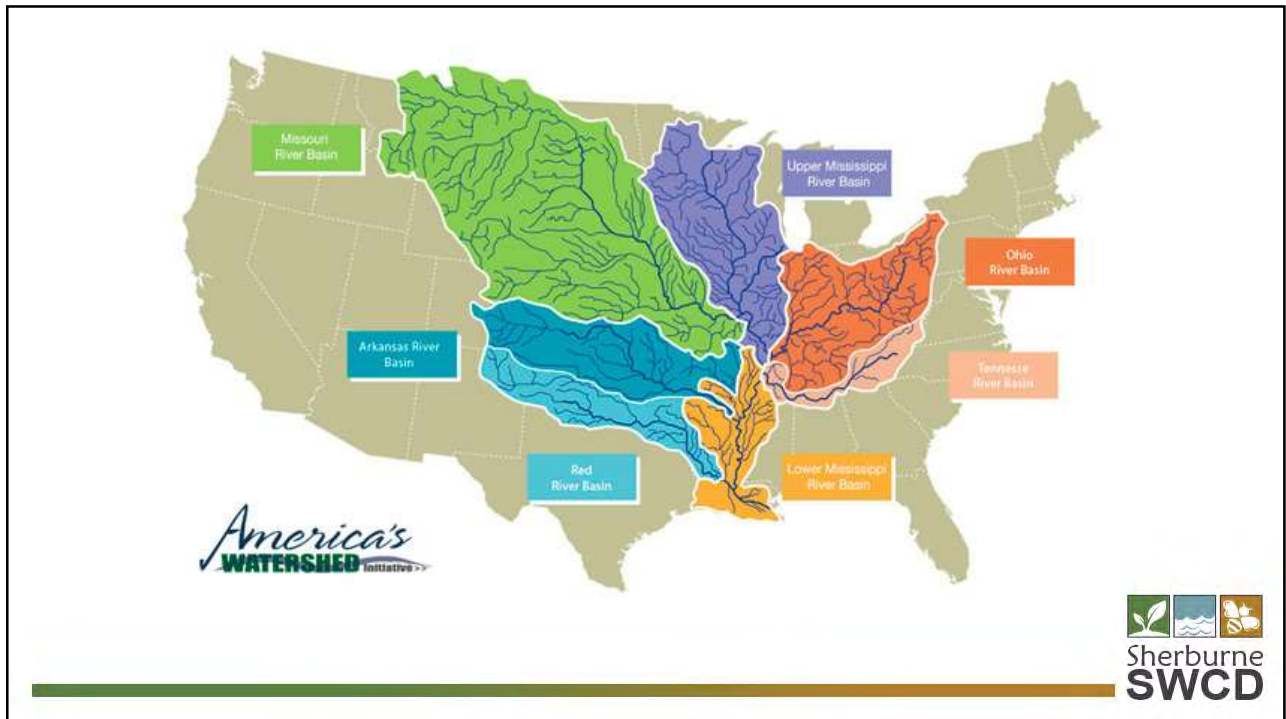 Missouri
River Basin
Upper Mississippi
River Basin
Ohio
River Basin
Arkansas River
Basin
Tennesse
River Basin
Red
River Basin
Lower Mississippi
River Basin
America's
WATERSHED Initiative >>
Sherburne
SWCD